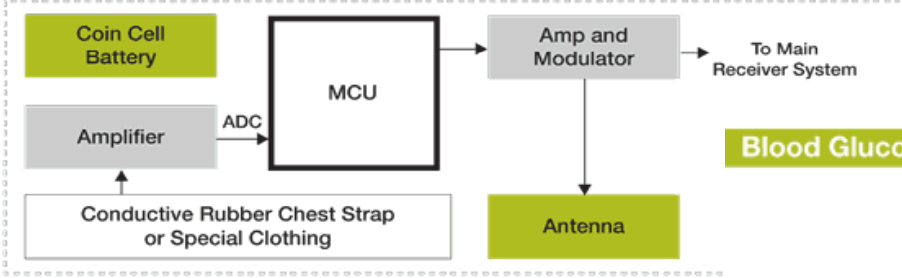 Coin Cell
Battery
Amp and
Modulator
To Main
Receiver System
MCU
Amplifier
ADC
Blood
Conductive Rubber Chest Strap
or Special Clothing
Antenna